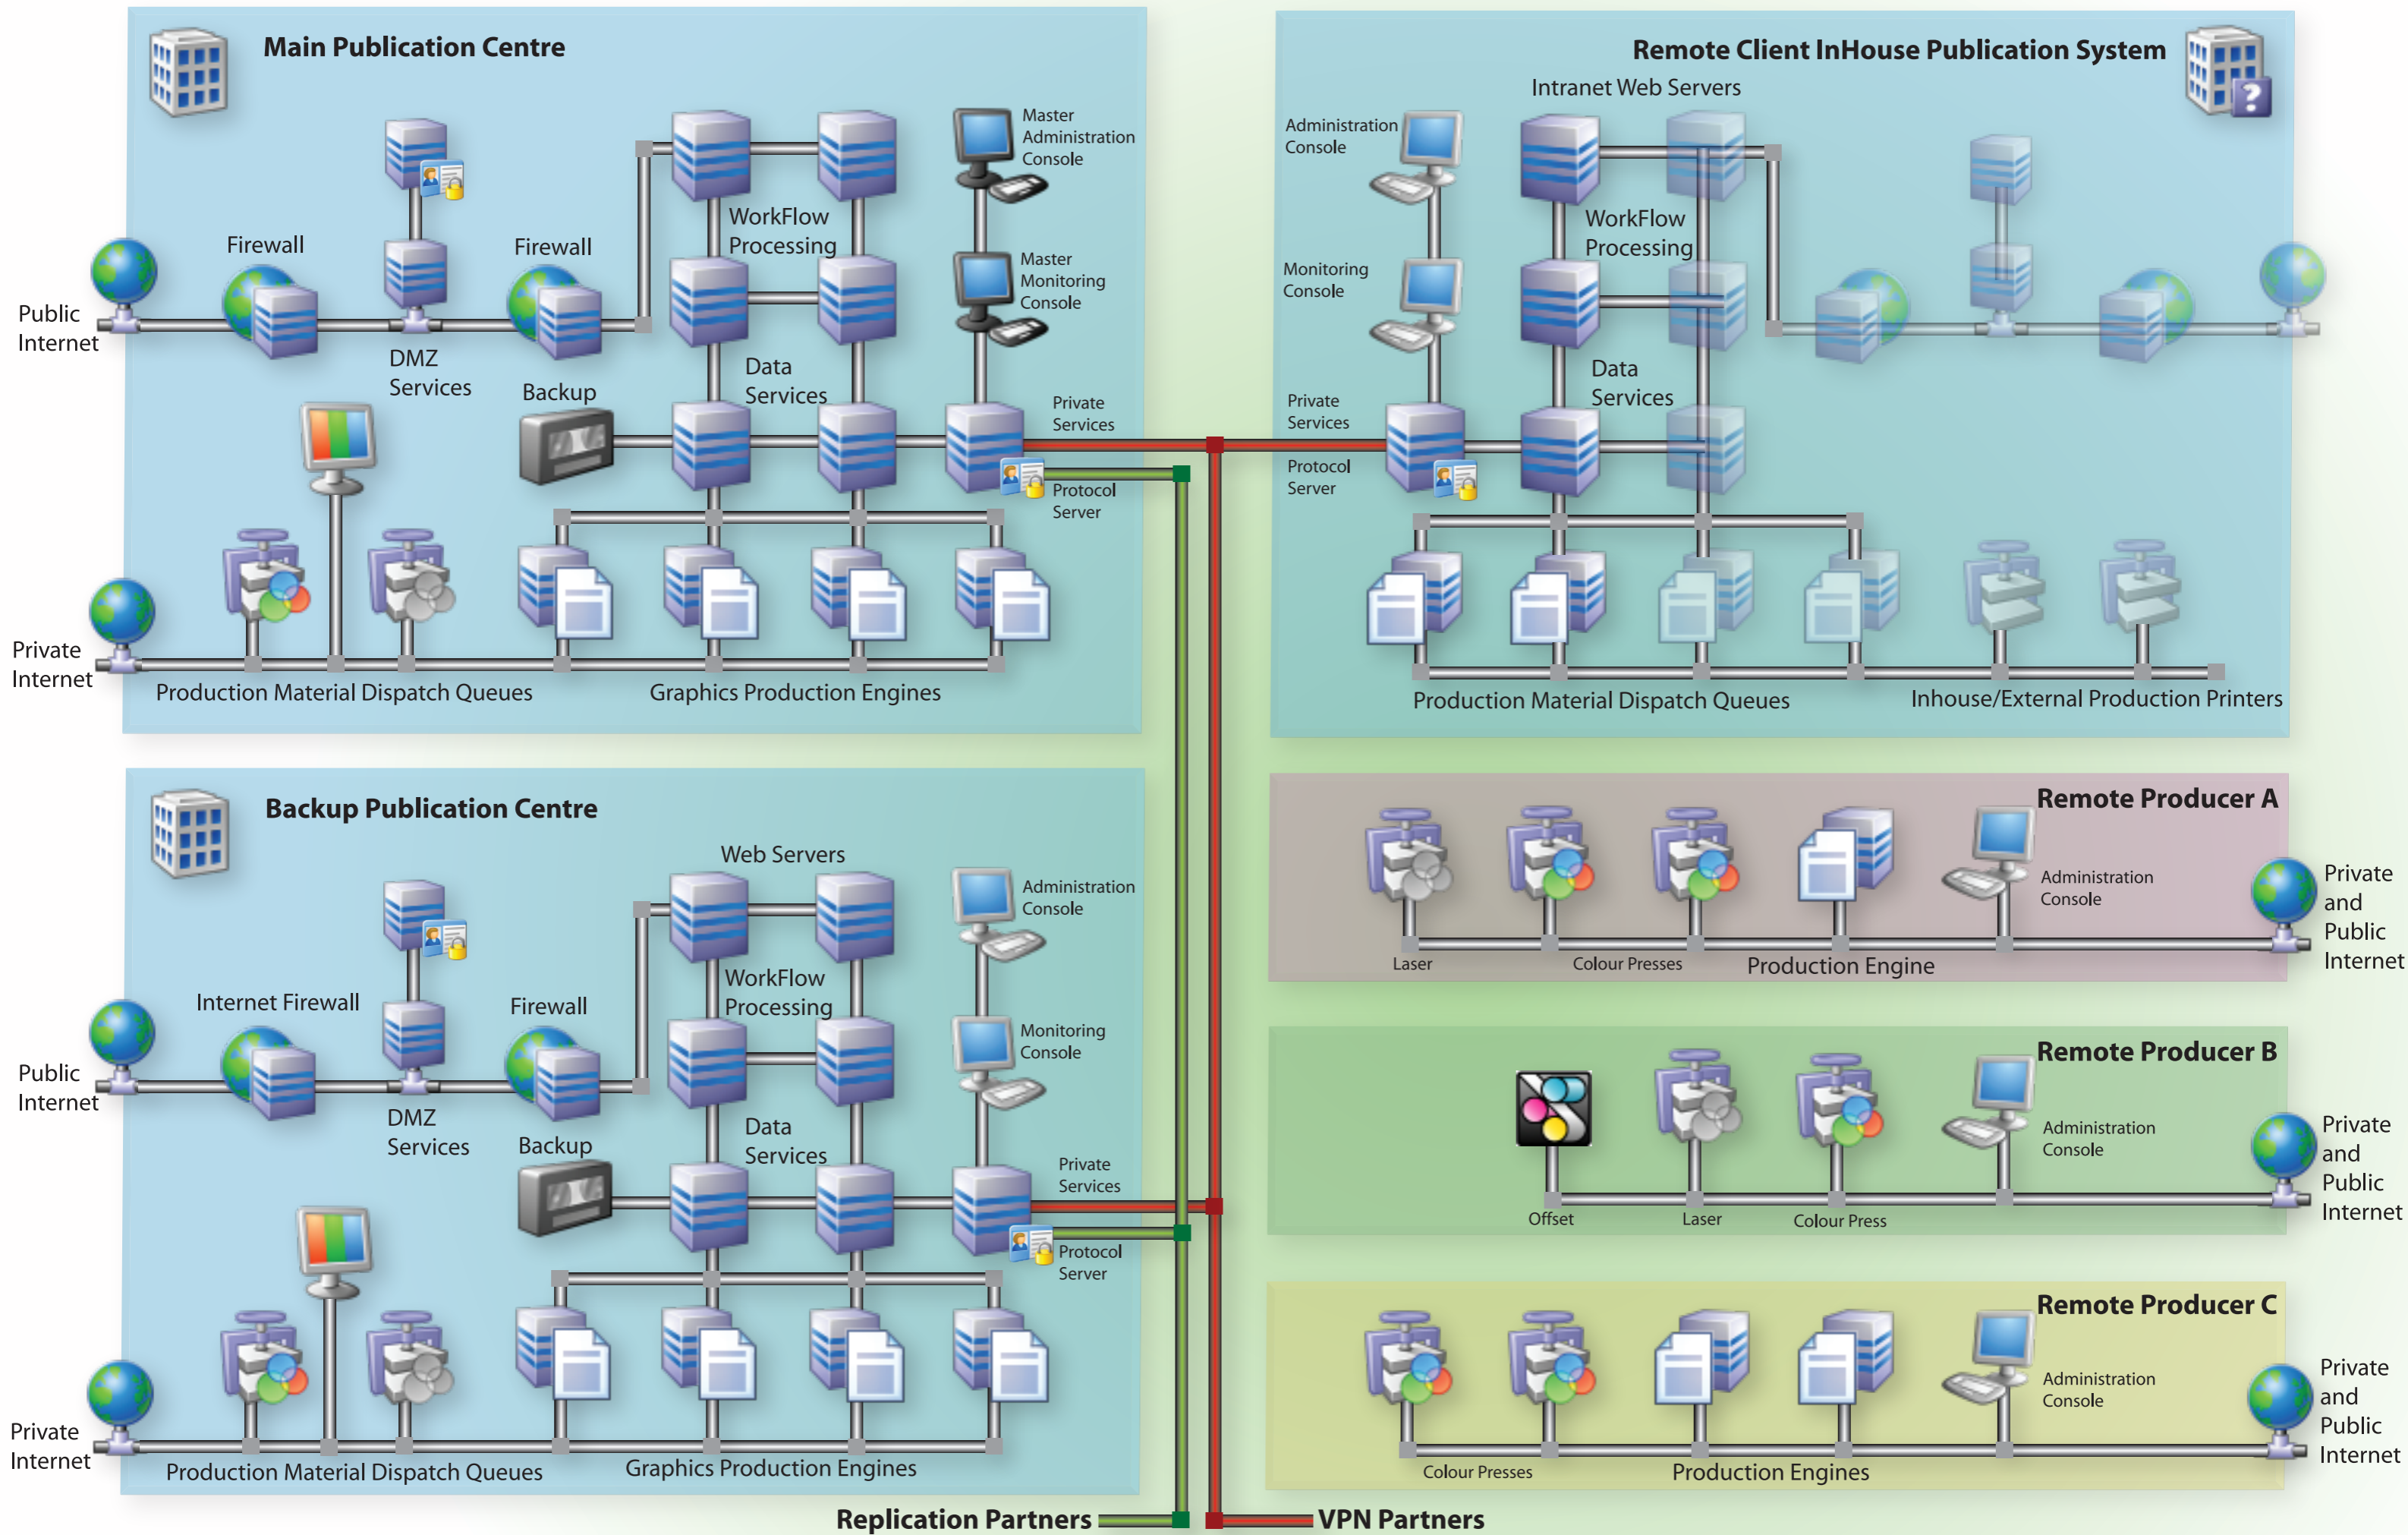 Main Publication Centre
Master
Administration
Console
Firewall
Firewall
WorkFlow
Processing
Master
Monitoring
Console
Public
Internet
DMZ
Services
Backup
Data
Services
Private
Services
Protocol
Server
Private
Internet
Production Material Dispatch Queues
Graphics Production Engines
Remote Client InHouse Publication System
?
Intranet Web Servers
Administration
Console
WorkFlow
Processing
Monitoring
Console
Data
Services
Private
Services
Protocol
Server
Production Material Dispatch Queues
Inhouse/External Production Printers
Backup Publication Centre
Web Servers
Administration
Console
Internet Firewall
Firewall
WorkFlow
Processing
Monitoring
Console
Public
Internet
DMZ
Services
Backup
Data
Services
Private
Services
Protocol
Server
Private
Internet
Production Material Dispatch Queues
Graphics Production Engines
Remote Producer A
Administration
Console
Private
and
Public
Internet
Laser
Colour Presses
Production Engine
Remote Producer B
Administration
Console
Private
and
Public
Internet
Offset
Laser
Colour Press
Remote Producer C
Administration
Console
Private
and
Public
Internet
Colour Presses
Production Engines
Replication Partners
VPN Partners